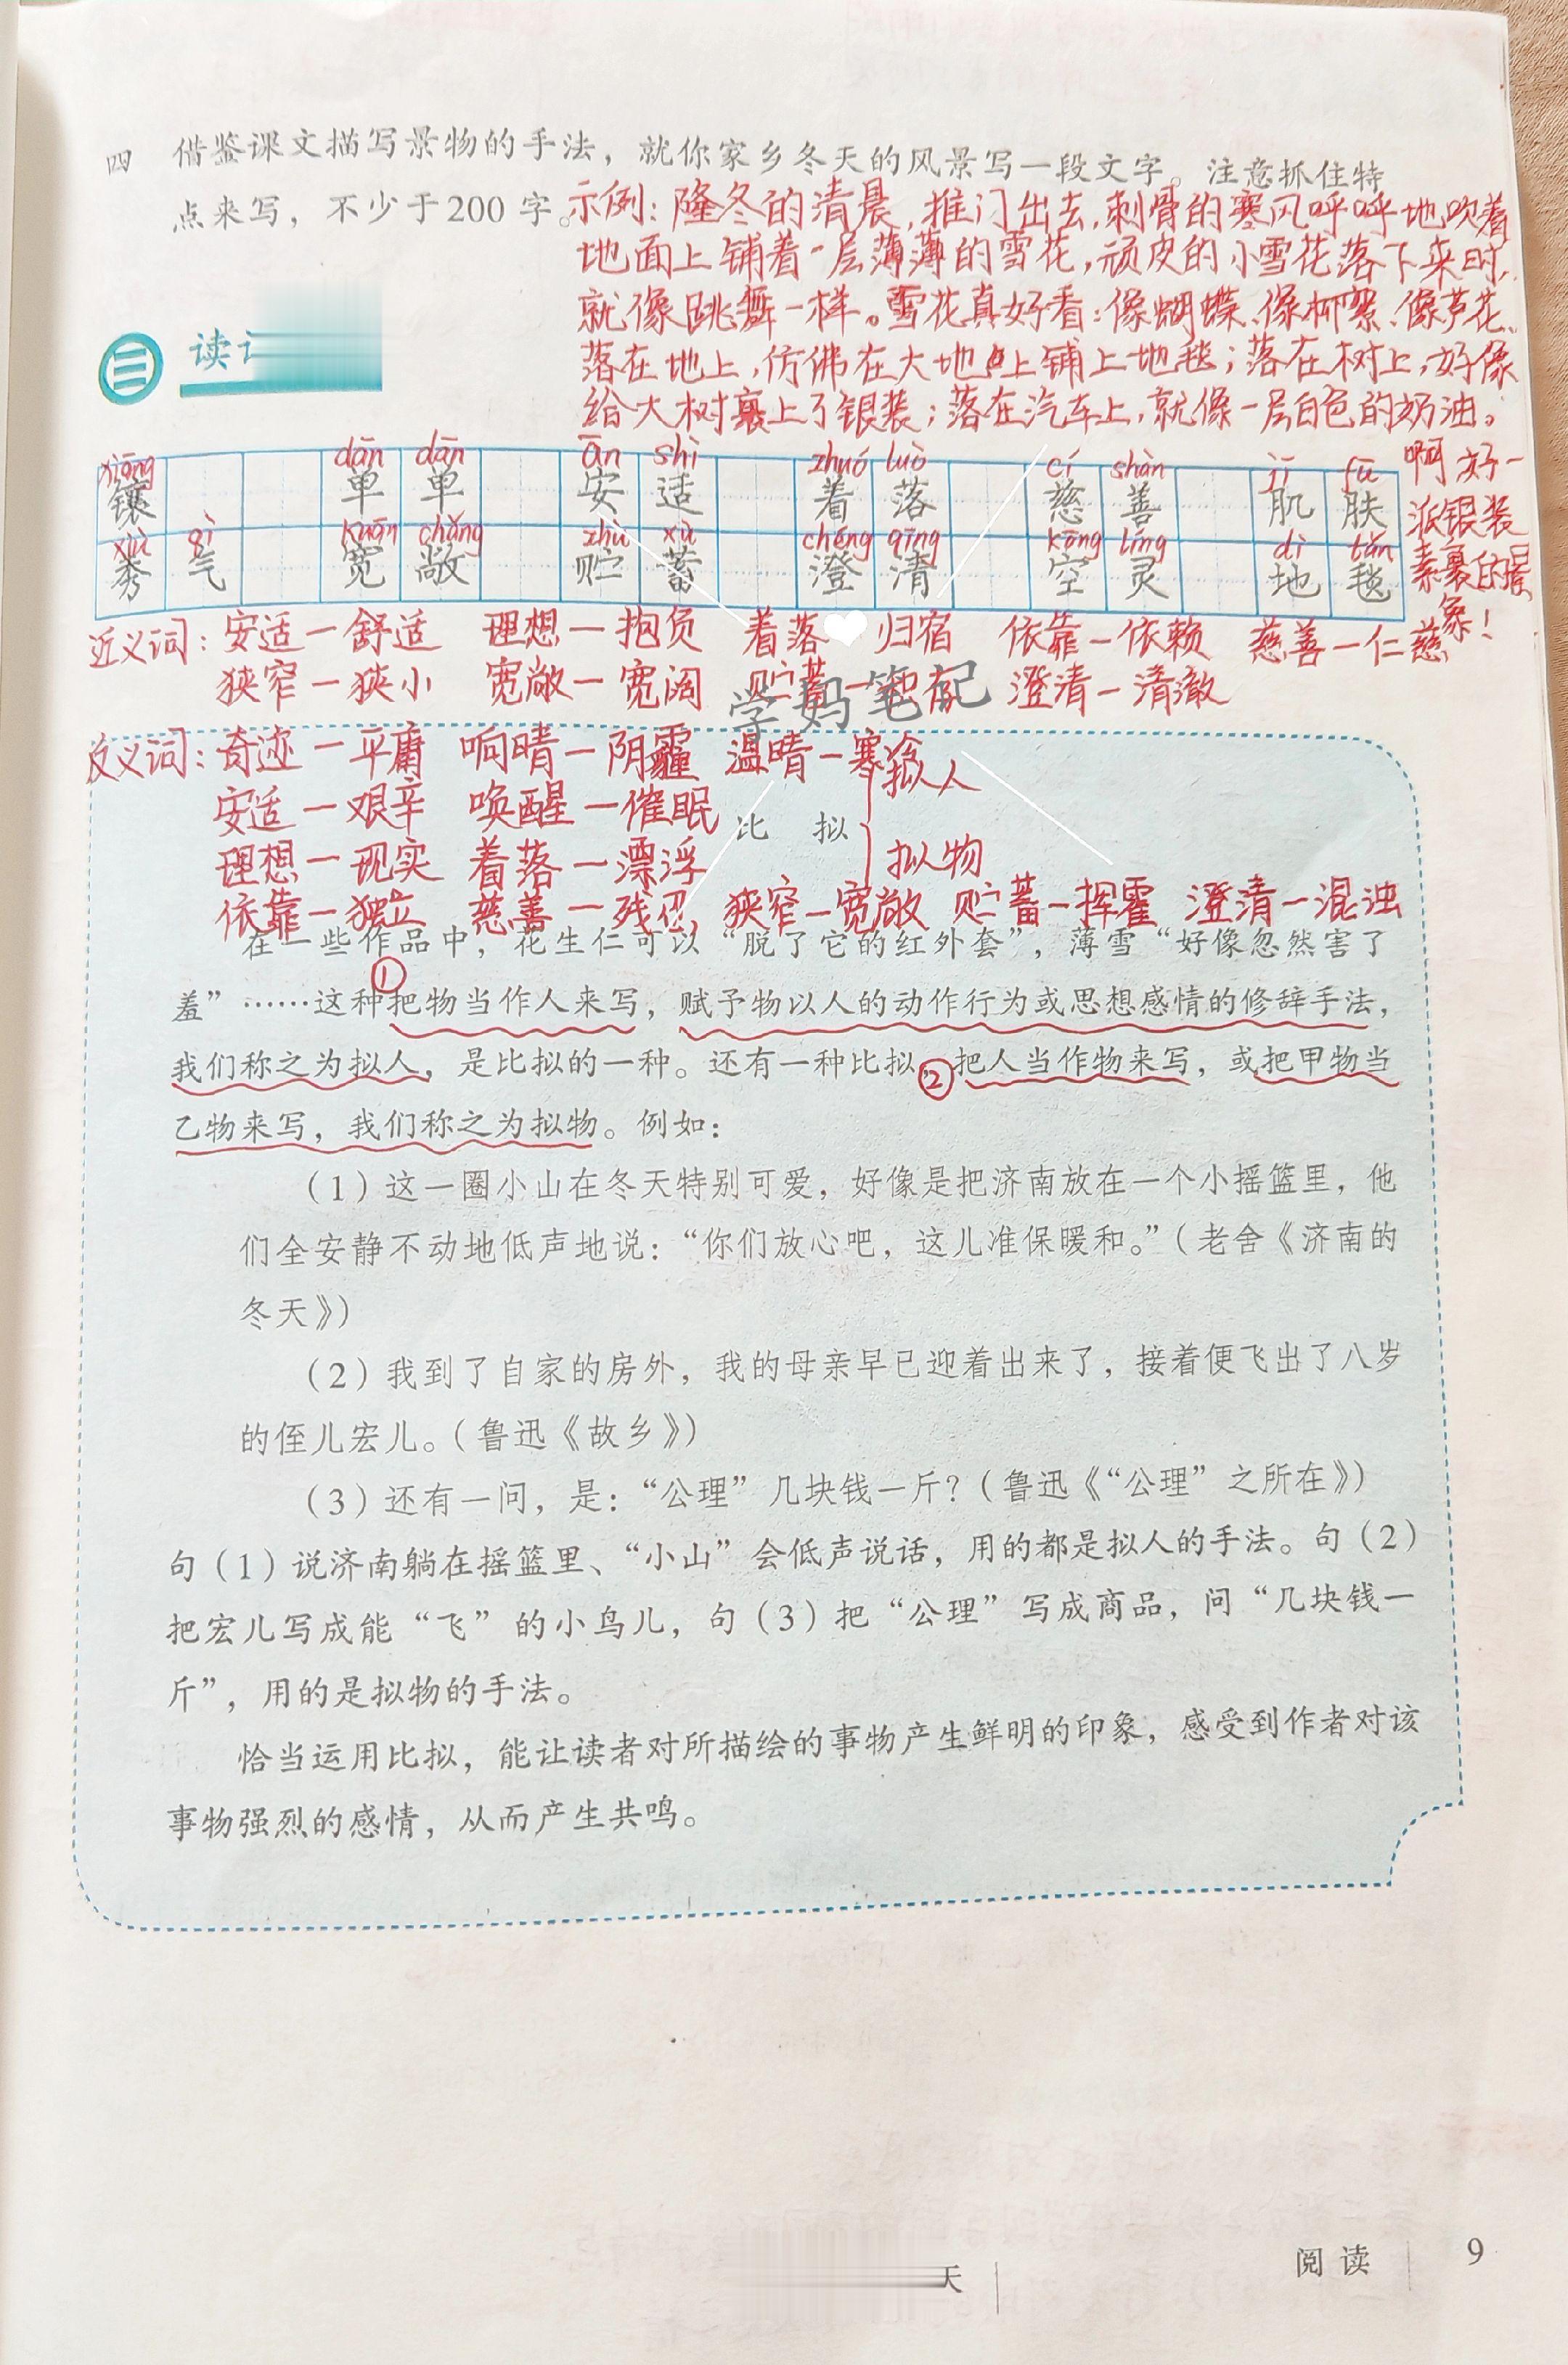 四 借鉴课文描写景物的手法，就你家乡冬天的风景写一段文字。注意抓住特
点来写，不少于200字。
示例：隆冬的清晨，推门出去，刺骨的寒风呼呼地吹着
地面上铺着一层薄薄的雪花，顽皮的小雪花落下来时，
就像跳舞一样。雪花真好看：像蝴蝶、像柳絮、像芦花、
落在地上，仿佛在大地上铺上地毯；落在树上，好像
给大树裹上了银装；落在汽车上，就像一层白色的奶油。
啊 好一
派银装
素裹的景
象！
三 读
xiāng dān dān ān shì zhuó luò cí shàn jī fū
镶 单 单 安 适 着 落 慈 善 肌 肤
xiù qì kuān chǎng zhù xù chéng qīng kōng líng dì tǎn
秀 气 宽 敞 贮 蓄 澄 清 空 灵 地 毯
近义词：安适—舒适 理想—抱负 着落 归宿 依靠—依赖 慈善—仁慈
狭窄—狭小 宽敞—宽阔 贮蓄— 澄清—清澈
学妈笔记
反义词：奇迹—平庸 响晴—阴霾 温晴—寒冷
安适—艰辛 唤醒—催眠
理想—现实 着落—漂浮
依靠—独立 慈善—残忍 狭窄—宽敞 贮蓄—挥霍 澄清—混浊
比 拟 { 拟人
拟物
在一些作品中，花生仁可以“脱了它的红外套”，薄雪“好像忽然害了
羞”……这种①把物当作人来写，赋予物以人的动作行为或思想感情的修辞手法，
我们称之为拟人，是比拟的一种。还有一种比拟，②把人当作物来写，或把甲物当
乙物来写，我们称之为拟物。例如：
（1）这一圈小山在冬天特别可爱，好像是把济南放在一个小摇篮里，他
们全安静不动地低声地说：“你们放心吧，这儿准保暖和。”（老舍《济南的
冬天》）
（2）我到了自家的房外，我的母亲早已迎着出来了，接着便飞出了八岁
的侄儿宏儿。（鲁迅《故乡》）
（3）还有一问，是：“公理”几块钱一斤？（鲁迅《“公理”之所在》）
句（1）说济南躺在摇篮里、“小山”会低声说话，用的都是拟人的手法。句（2）
把宏儿写成能“飞”的小鸟儿，句（3）把“公理”写成商品，问“几块钱一
斤”，用的是拟物的手法。
恰当运用比拟，能让读者对所描绘的事物产生鲜明的印象，感受到作者对该
事物强烈的感情，从而产生共鸣。
天 阅读 9